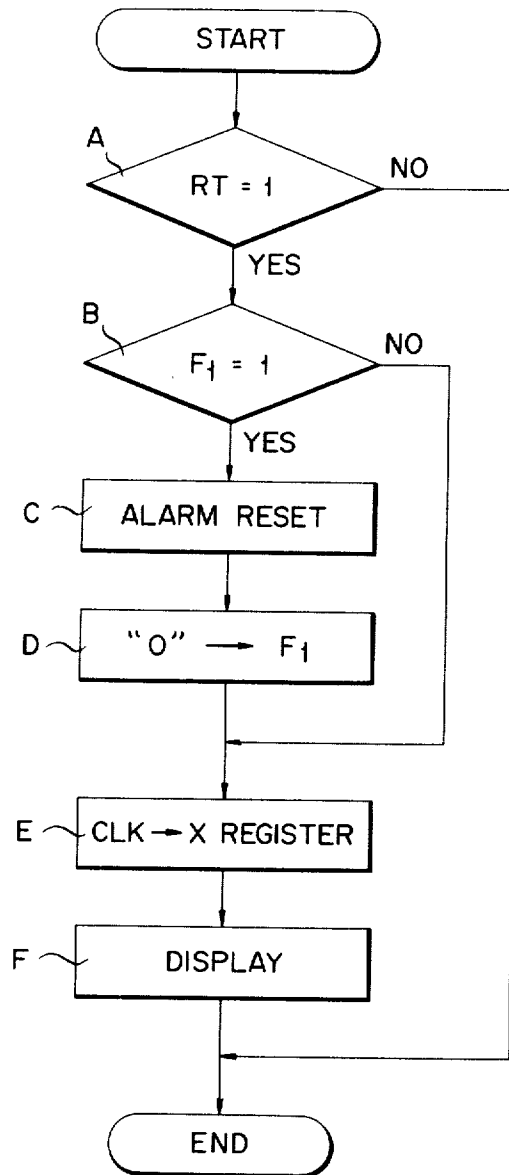 START
A
RT = 1
NO
YES
B
F1 = 1
NO
YES
C
ALARM RESET
D
"0" → F1
E
CLK → X REGISTER
F
DISPLAY
END